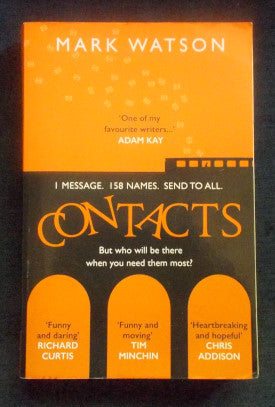 MARK WATSON
'One of my
favourite writers...'
ADAM KAY
1 MESSAGE. 158 NAMES. SEND TO ALL.
CONTACTS
But who will be there
when you need them most?
'Funny
and daring'
RICHARD
CURTIS
'Funny and
moving'
TIM
MINCHIN
'Heartbreaking
and hopeful'
CHRIS
ADDISON